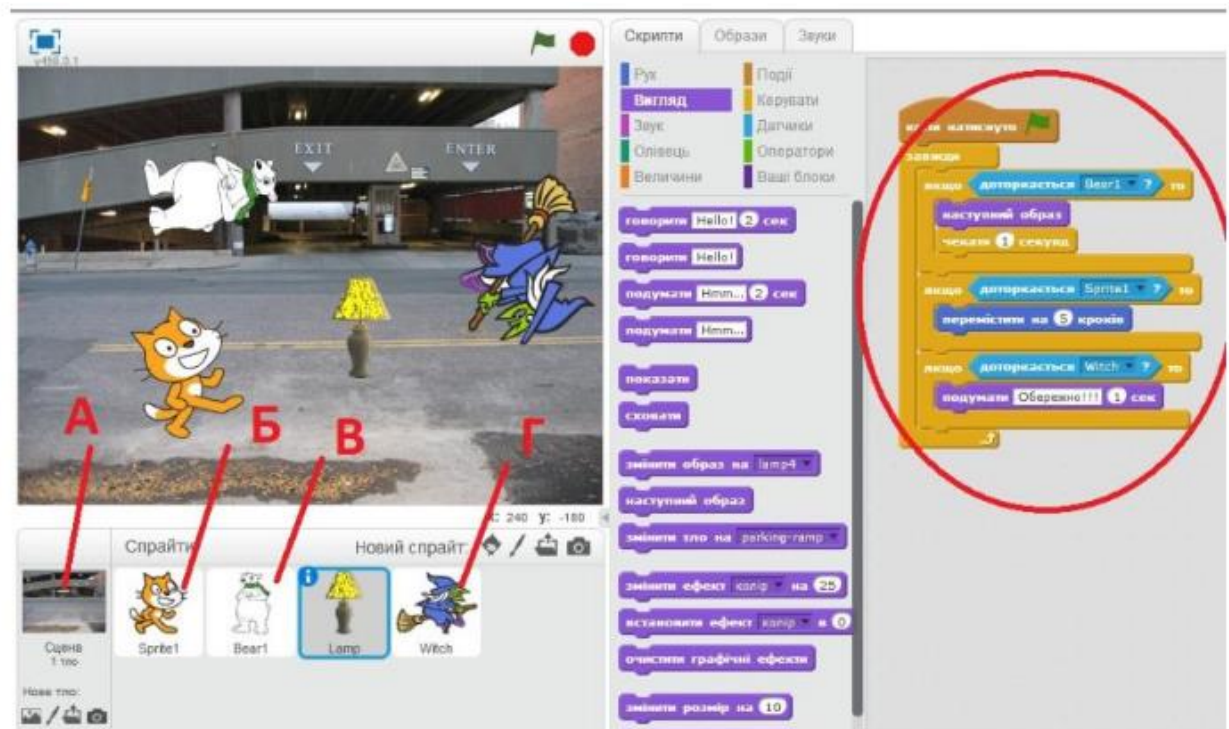 v456.0.1
EXIT
ENTER
А
Б
В
Г
x: 240 y: -180
Спрайти
Новий спрайт:
Сцена
1 тло
Нове тло:
Sprite1
Bear1
Lamp
Witch
Скрипти
Образи
Звуки
Рух
Події
Вигляд
Керувати
Звук
Датчики
Олівець
Оператори
Величини
Ваші блоки
говорити Hello! 2 сек
говорити Hello!
подумати Hmm... 2 сек
подумати Hmm...
показати
сховати
змінити образ на lamp4
наступний образ
змінити тло на parking-ramp
змінити ефект колір на 25
встановити ефект колір в 0
очистити графічні ефекти
змінити розмір на 10
коли натиснуто
завжди
якщо доторкається Bear1 ? то
наступний образ
чекати 1 секунд
якщо доторкається Sprite1 ? то
перемістити на 5 кроків
якщо доторкається Witch ? то
подумати Обережно!!! 1 сек